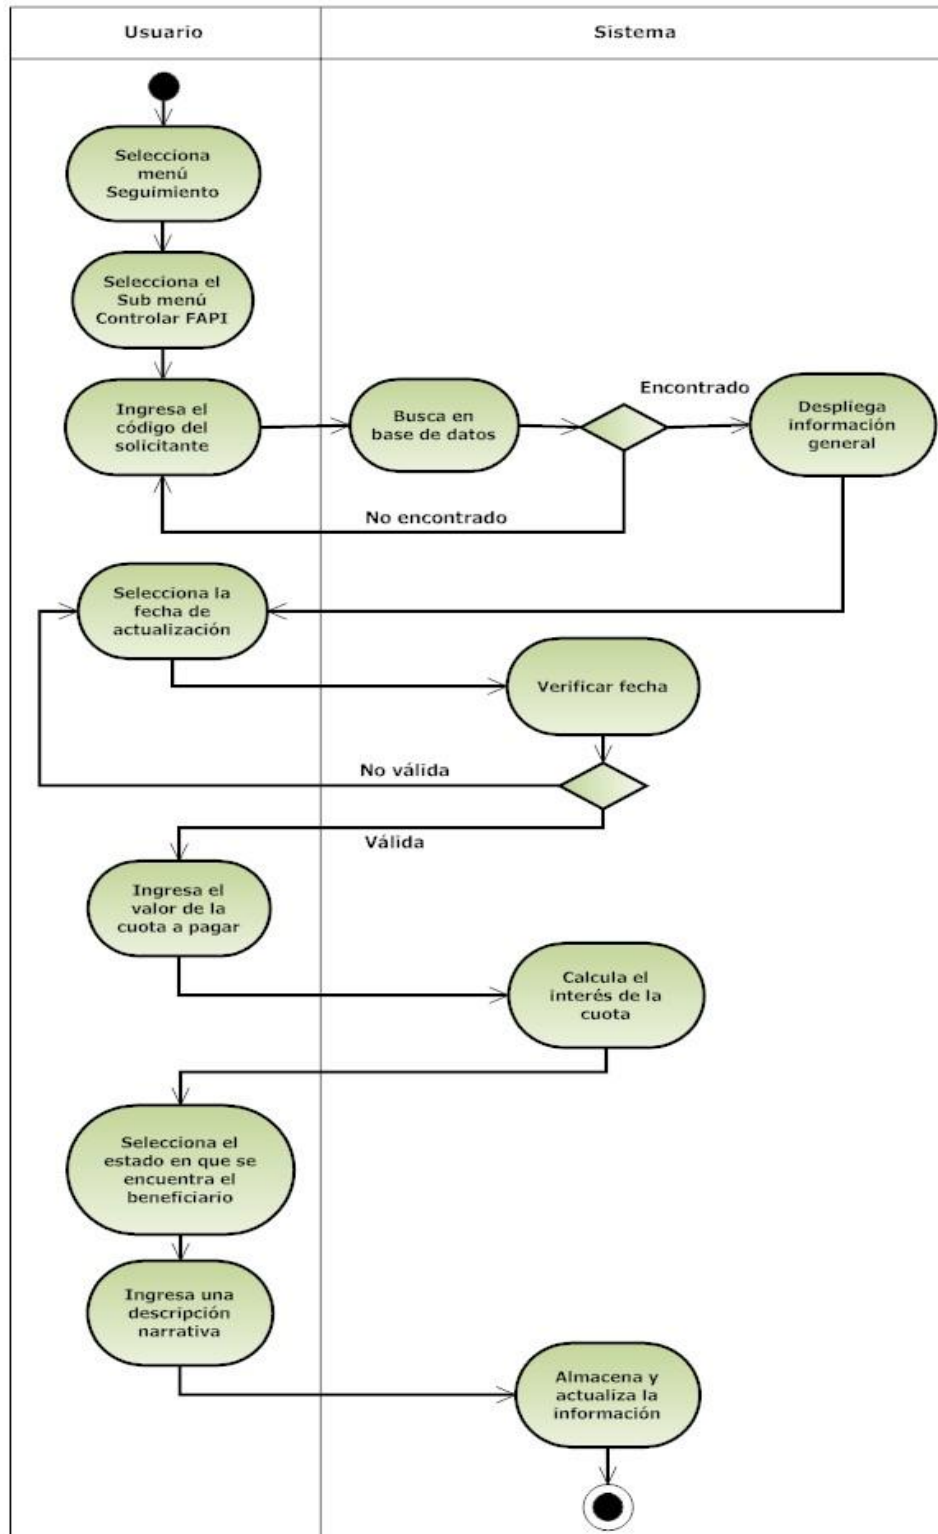 Usuario
Sistema
Selecciona
menú
Seguimiento
Selecciona el
Sub menú
Controlar FAPI
Ingresa el
código del
solicitante
Busca en
base de datos
Encontrado
Despliega
información
general
No encontrado
Selecciona la
fecha de
actualización
Verificar fecha
No válida
Válida
Ingresa el
valor de la
cuota a pagar
Calcula el
interés de la
cuota
Selecciona el
estado en que se
encuentra el
beneficiario
Ingresa una
descripción
narrativa
Almacena y
actualiza la
información